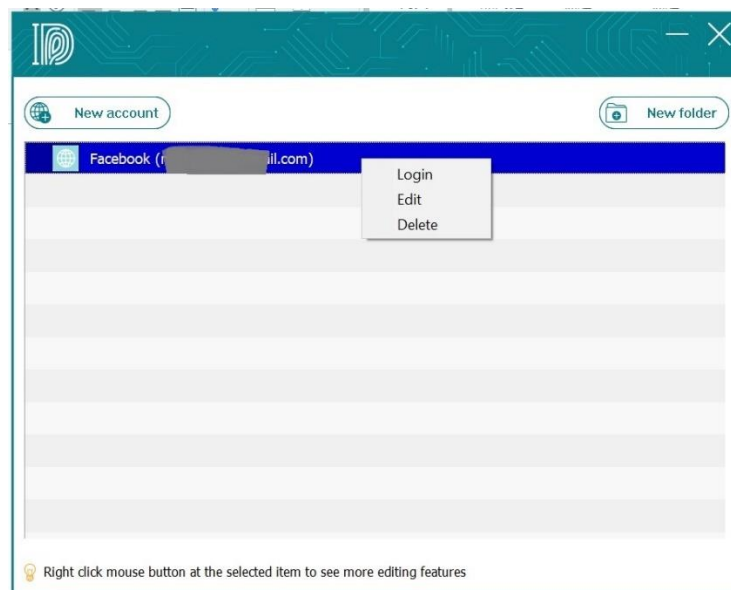 New account
New folder
Facebook ( il.com)
Login
Edit
Delete
Right click mouse button at the selected item to see more editing features